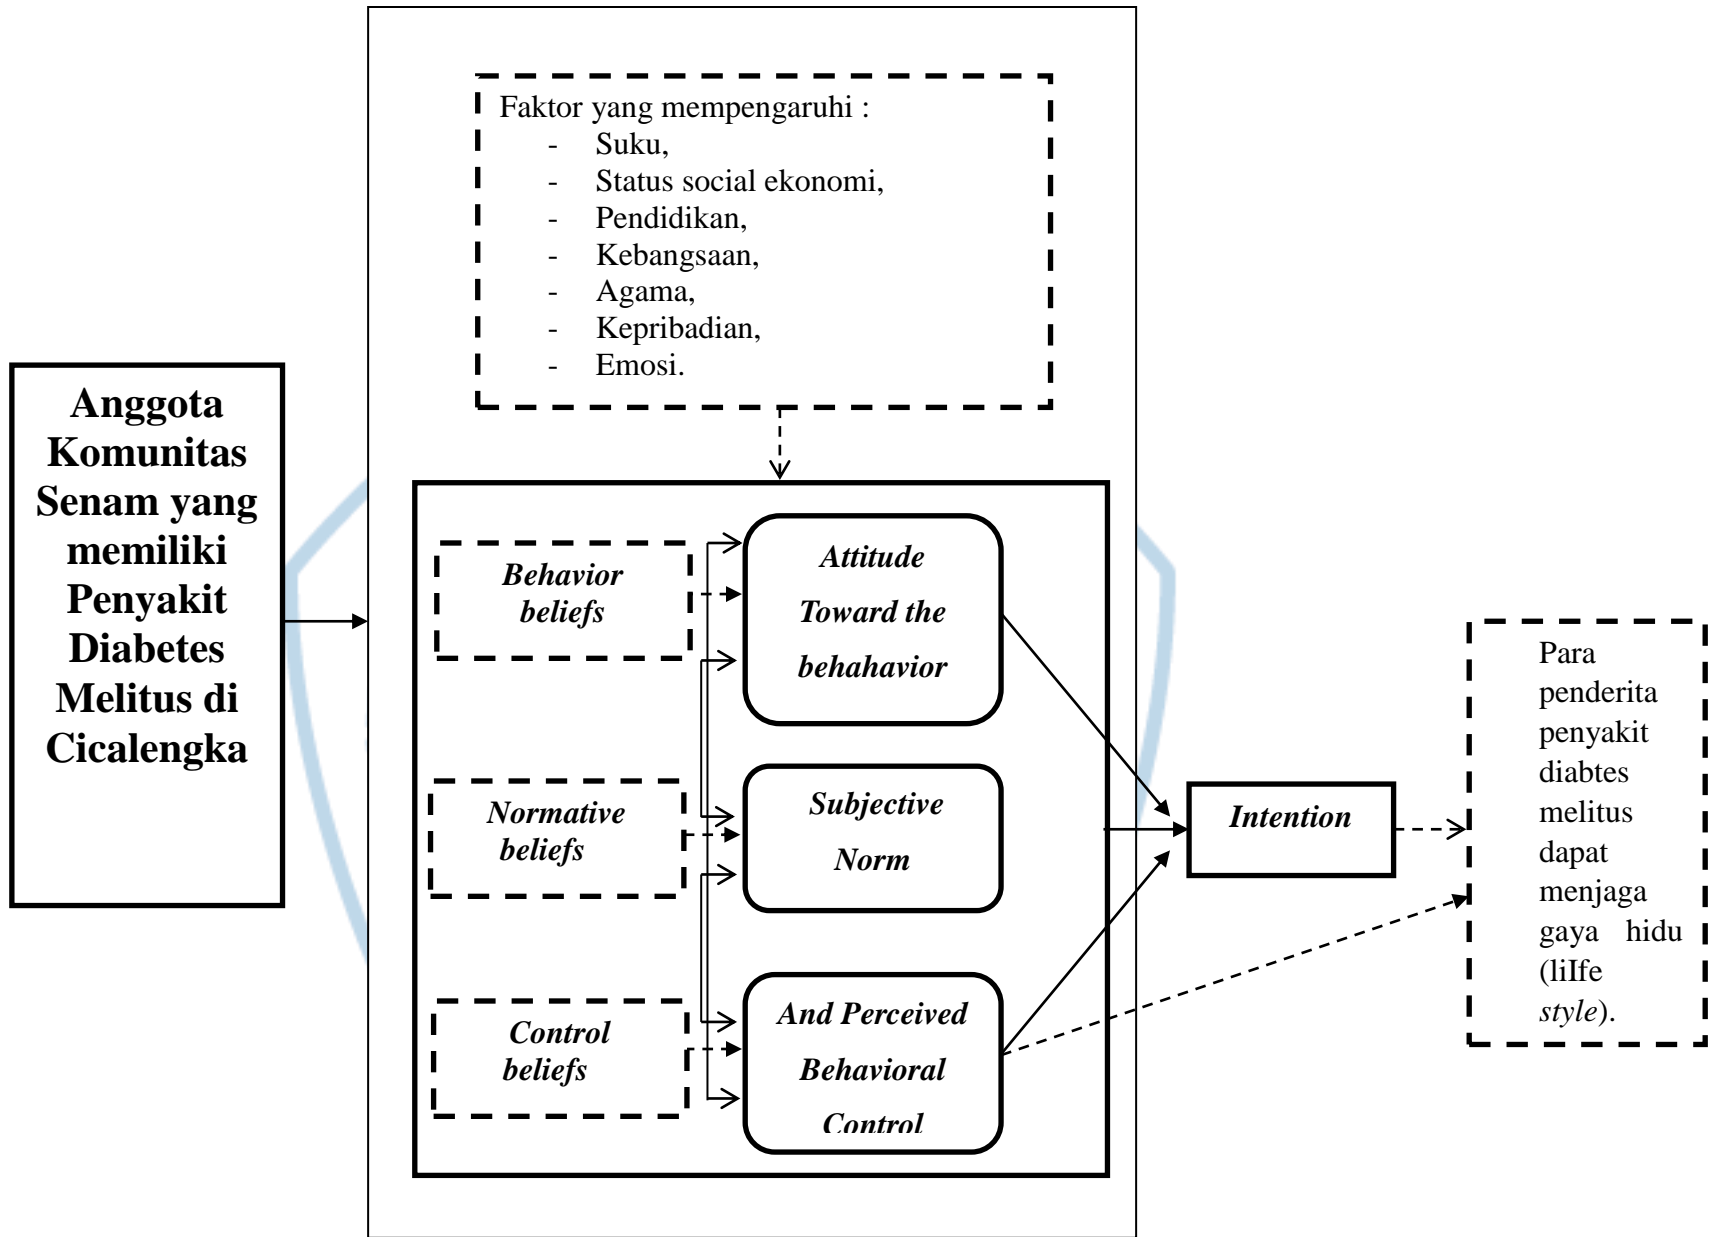 Faktor yang mempengaruhi :
- Suku,
- Status social ekonomi,
- Pendidikan,
- Kebangsaan,
- Agama,
- Kepribadian,
- Emosi.
Anggota
Komunitas
Senam yang
memiliki
Penyakit
Diabetes
Melitus di
Cicalengka
Behavior
beliefs
Attitude
Toward the
behahavior
Normative
beliefs
Subjective
Norm
Control
beliefs
And Perceived
Behavioral
Control
Intention
Para
penderita
penyakit
diabtes
melitus
dapat
menjaga
gaya hidu
(liIfe
style).